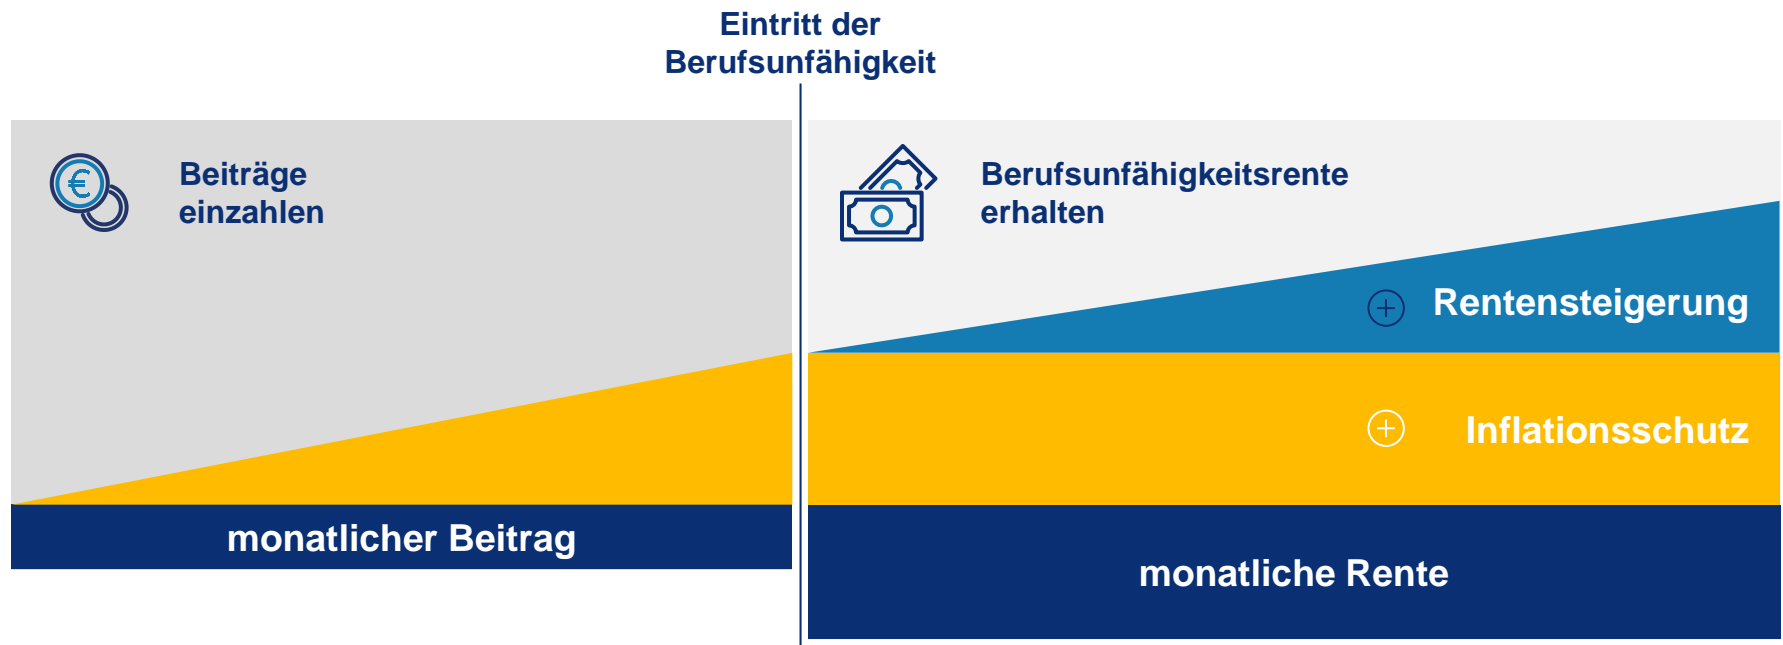 Eintritt der
Berufsunfähigkeit
Beiträge
einzahlen
€
Berufsunfähigkeitsrente
erhalten
Rentensteigerung
Inflationsschutz
monatlicher Beitrag
monatliche Rente